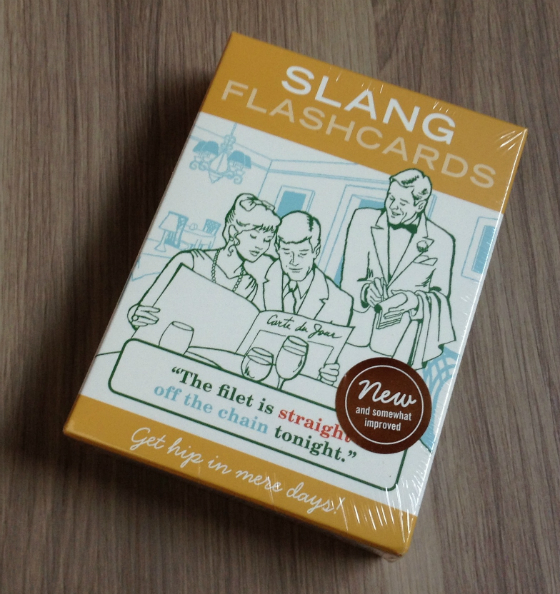 SLANG
FLASHCARDS
Carte du Jour
"The filet is straight
off the chain tonight."
New
and somewhat
improved
Get hip in mere days!